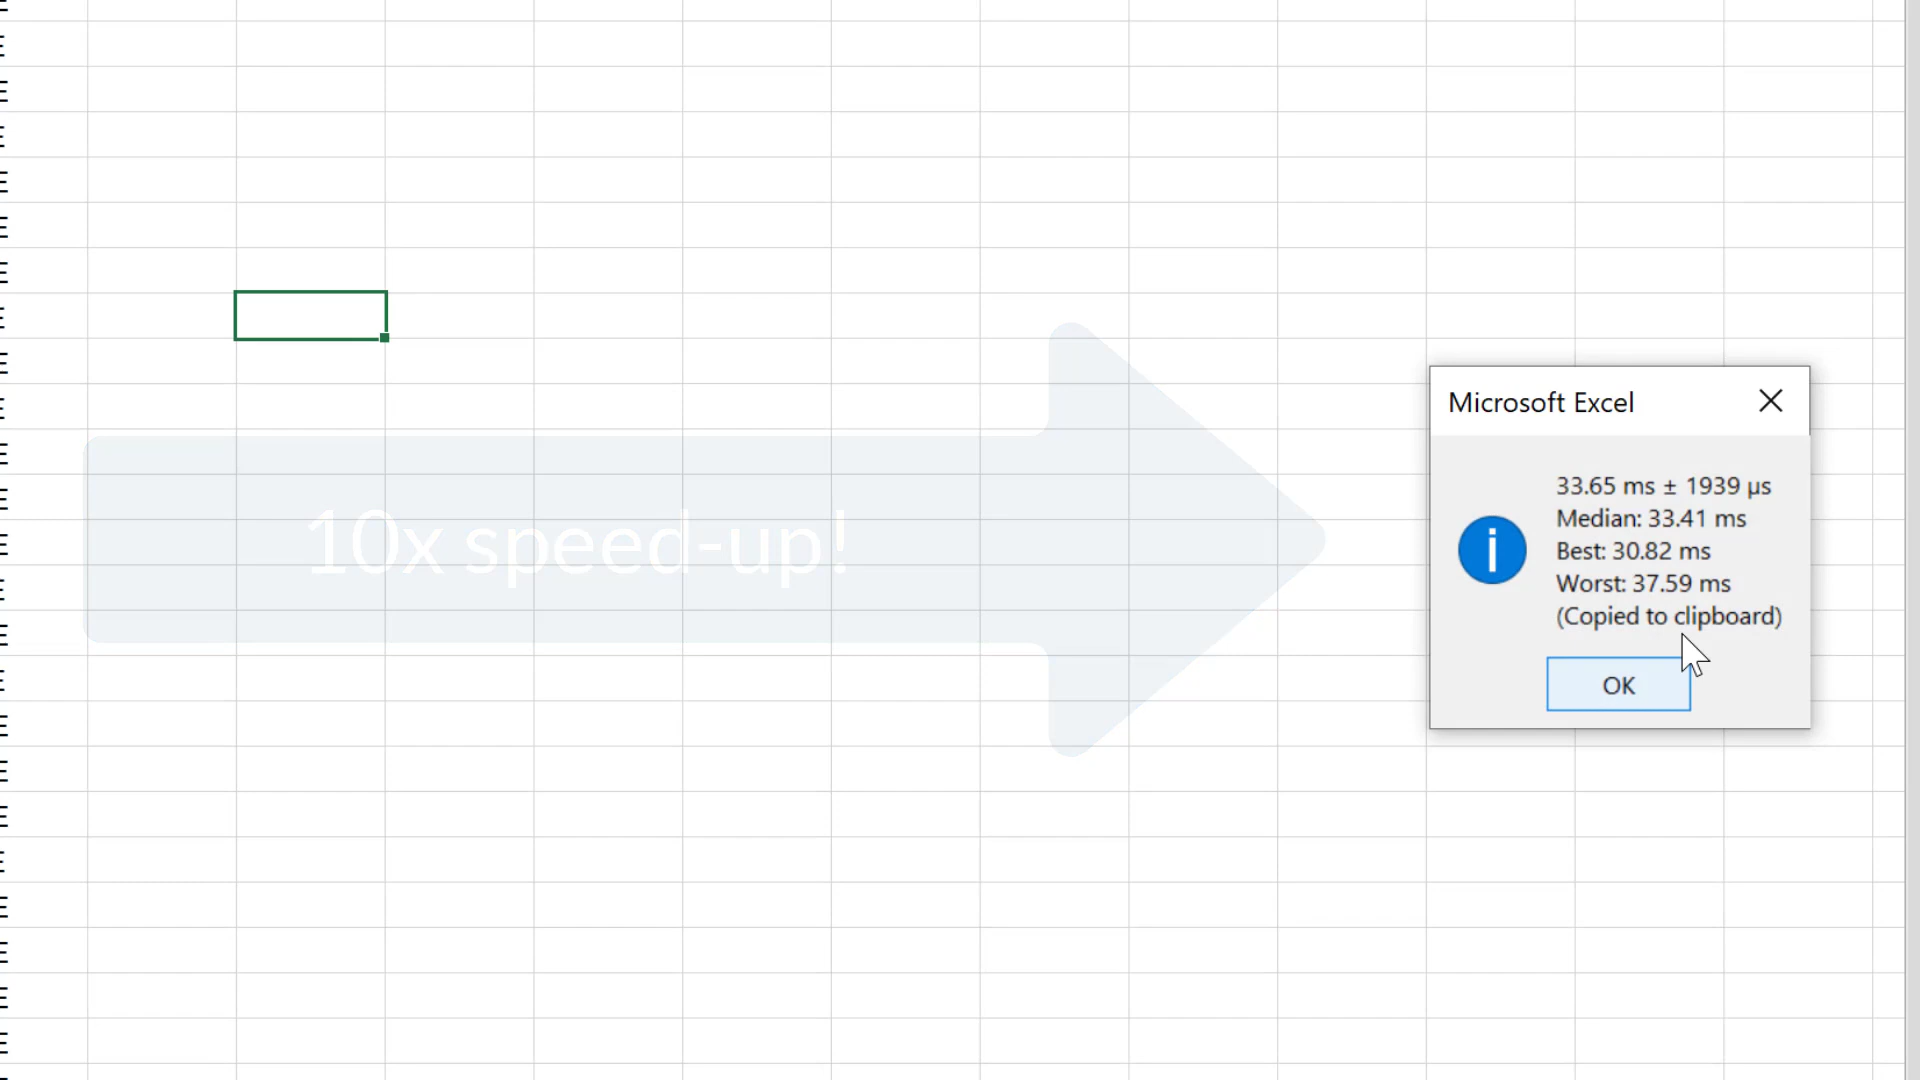 10x speed-up!
Microsoft Excel
33.65 ms ± 1939 µs
Median: 33.41 ms
Best: 30.82 ms
Worst: 37.59 ms
(Copied to clipboard)
OK